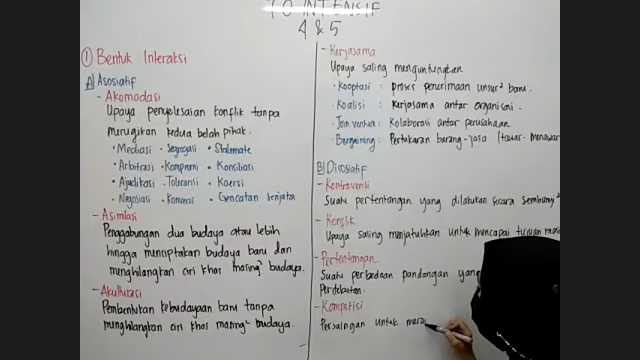 TO INTENSIF
4 & 5
① Bentuk Interaksi
A) Asosiatif
- Akomodasi
Upaya penyelesaian konflik tanpa
merugikan kedua belah pihak.
• Mediasi • Segregasi • Stalemate
• Arbitrasi • Kompromi • Konsiliasi
• Ajudikasi • Toleransi • Koersi
• Negosiasi • Konversi • Gencatan Senjata
- Asimilasi
Penggabungan dua budaya atau lebih
hingga menciptakan budaya baru dan
menghilangkan ciri khas masing² budaya.
- Akulturasi
Pembentukan kebudayaan baru tanpa
menghilangkan ciri khas masing² budaya.
- Kerjasama
Upaya saling menguntungkan
• Kooptasi : proses penerimaan unsur² baru.
• Koalisi : Kerjasama antar organisasi.
• Join venture : Kolaborasi antar perusahaan
• Bergaining : Pertukaran barang-jasa (tawar-menawar
B) Disosiatif
- Kontravensi
Suatu pertentangan yang dilakukan secara sembunyi²
- Konflik
Upaya saling menjatuhkan untuk mencapai tujuan
- Pertentangan
Suatu perbedaan pandangan yang
Perdebatan.
- Kompetisi
Persaingan untuk